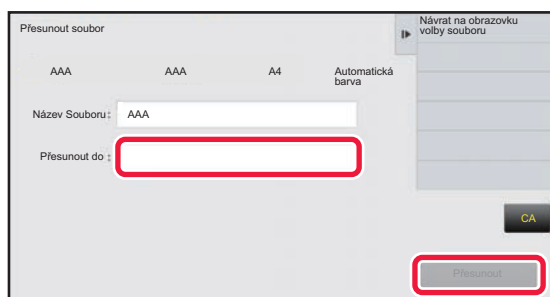 Přesunout soubor
Návrat na obrazovku
volby souboru
AAA AAA A4 Automatická
barva
Název Souboru: AAA
Přesunout do :
CA
Přesunout